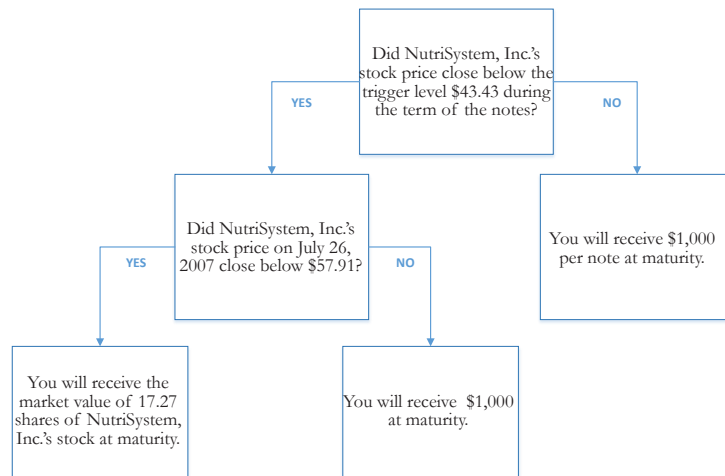 Did NutriSystem, Inc.'s
stock price close below the
trigger level $43.43 during
the term of the notes?
YES
NO
Did NutriSystem, Inc.'s
stock price on July 26,
2007 close below $57.91?
You will receive $1,000
per note at maturity.
YES
NO
You will receive the
market value of 17.27
shares of NutriSystem,
Inc.'s stock at maturity.
You will receive $1,000
at maturity.